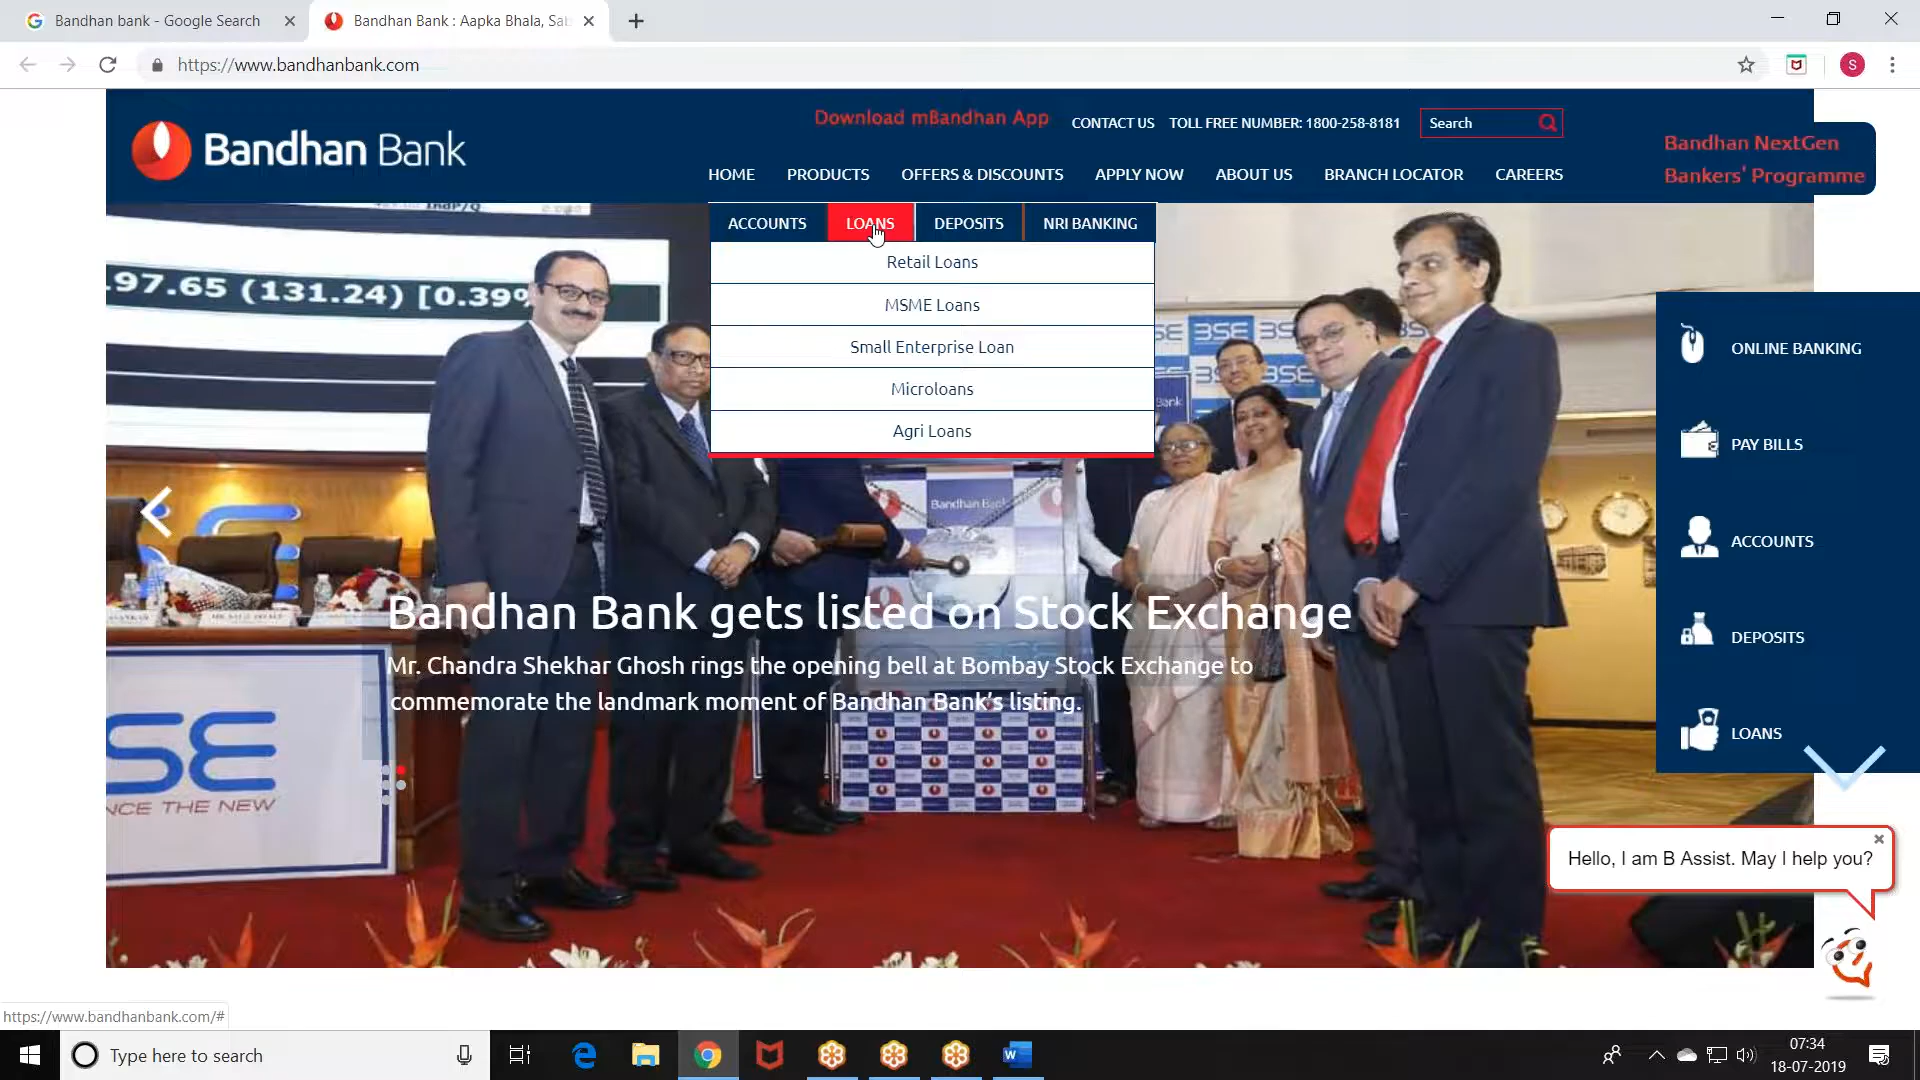 Bandhan bank - Google Search
Bandhan Bank : Aapka Bhala, Sab
https://www.bandhanbank.com
S
Bandhan Bank
Download mBandhan App
CONTACT US
TOLL FREE NUMBER: 1800-258-8181
Search
Bandhan NextGen
Bankers' Programme
HOME
PRODUCTS
OFFERS & DISCOUNTS
APPLY NOW
ABOUT US
BRANCH LOCATOR
CAREERS
ACCOUNTS
LOANS
DEPOSITS
NRI BANKING
Retail Loans
MSME Loans
Small Enterprise Loan
Microloans
Agri Loans
97.65 (131.24) [0.39%
BSE
Bandhan Bank
ONLINE BANKING
PAY BILLS
ACCOUNTS
DEPOSITS
LOANS
Bandhan Bank gets listed on Stock Exchange
Mr. Chandra Shekhar Ghosh rings the opening bell at Bombay Stock Exchange to
commemorate the landmark moment of Bandhan Bank's listing.
SE
NCE THE NEW
Hello, I am B Assist. May I help you?
https://www.bandhanbank.com/#
Type here to search
07:34
18-07-2019